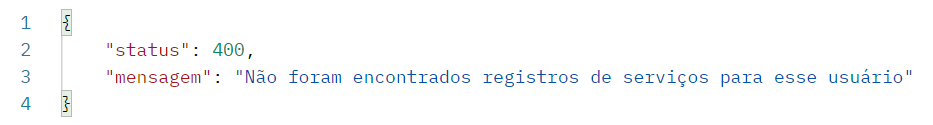 1 {
2 "status": 400,
3 "mensagem": "Não foram encontrados registros de serviços para esse usuário"
4 }